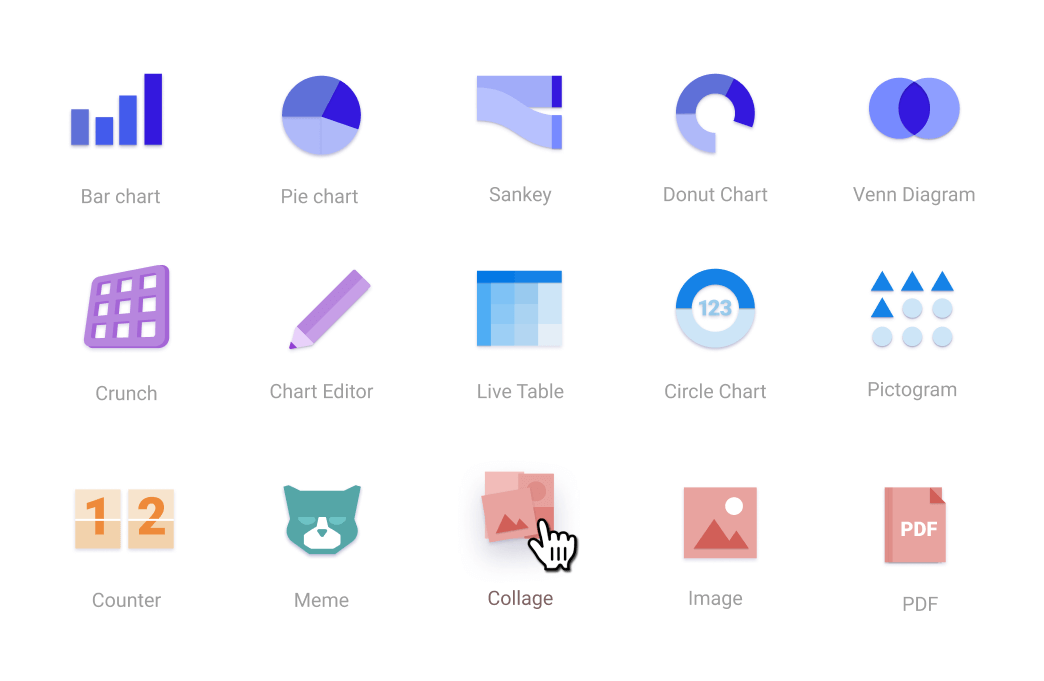 Bar chart
Pie chart
Sankey
Donut Chart
Venn Diagram
123
Crunch
Chart Editor
Live Table
Circle Chart
Pictogram
1 2
PDF
Counter
Meme
Collage
Image
PDF